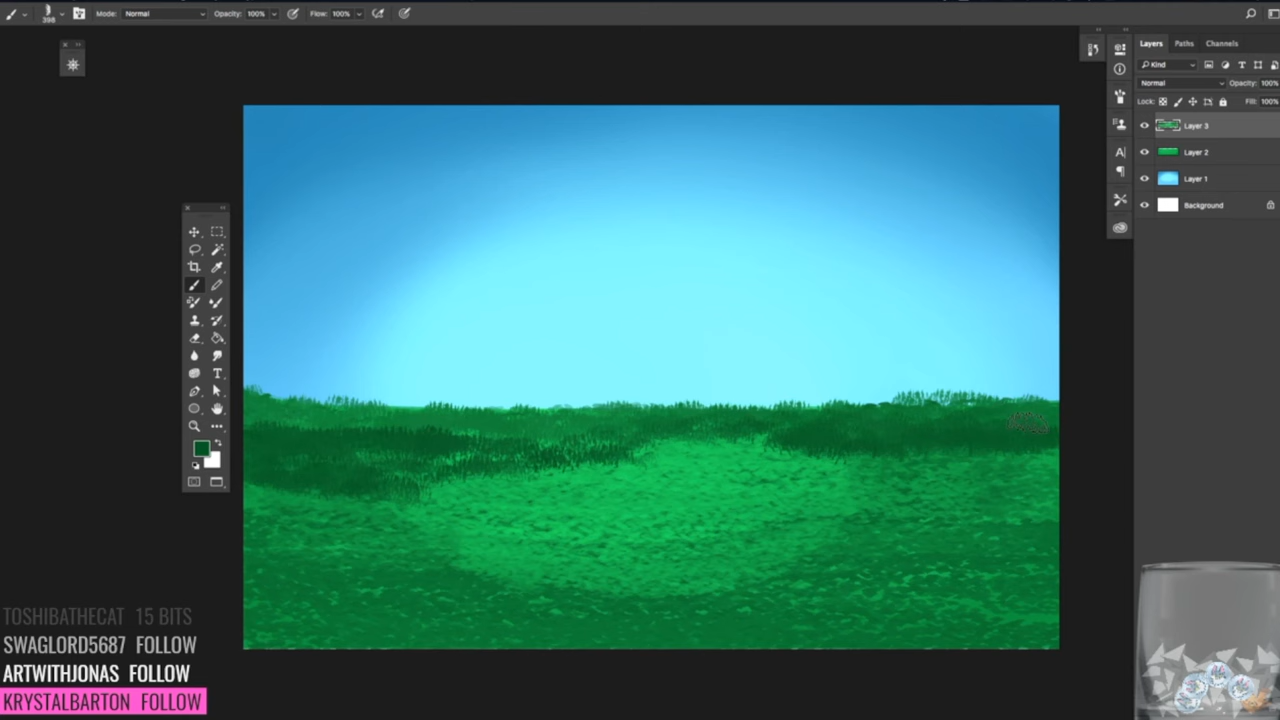 398 Mode: Normal Opacity: 100% Flow: 100%
Layers Paths Channels
Kind
Normal Opacity: 100%
Lock: Fill: 100%
Layer 3
Layer 2
Layer 1
Background
TOSHIBATHECAT 15 BITS
SWAGLORD5687 FOLLOW
ARTWITHJONAS FOLLOW
KRYSTALBARTON FOLLOW